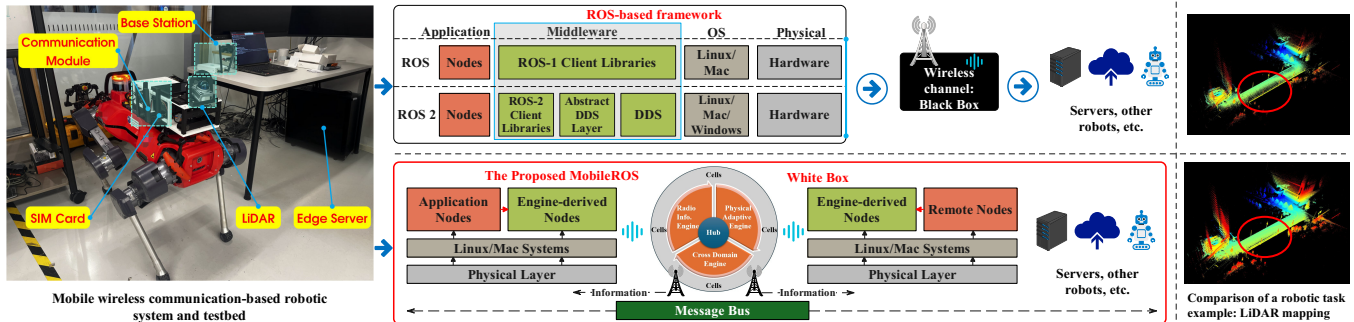 Base Station
Communication
Module
SIM Card
LiDAR
Edge Server
Mobile wireless communication-based robotic
system and testbed
ROS-based framework
Application
Middleware
OS
Physical
ROS
Nodes
ROS-1 Client Libraries
Linux/
Mac
Hardware
ROS 2
Nodes
ROS-2
Client
Libraries
Abstract
DDS
Layer
DDS
Linux/
Mac/
Windows
Hardware
Wireless
channel:
Black Box
Servers, other
robots, etc.
The Proposed MobileROS
White Box
Application
Nodes
Engine-derived
Nodes
Linux/Mac Systems
Physical Layer
Cells
Cells
Cells
Cells
Radio
Info.
Engine
Physical
Adaptive
Engine
Hub
Cross Domain
Engine
Engine-derived
Nodes
Remote Nodes
Linux/Mac Systems
Physical Layer
Information
Information
Message Bus
Servers, other
robots, etc.
Comparison of a robotic task
example: LiDAR mapping